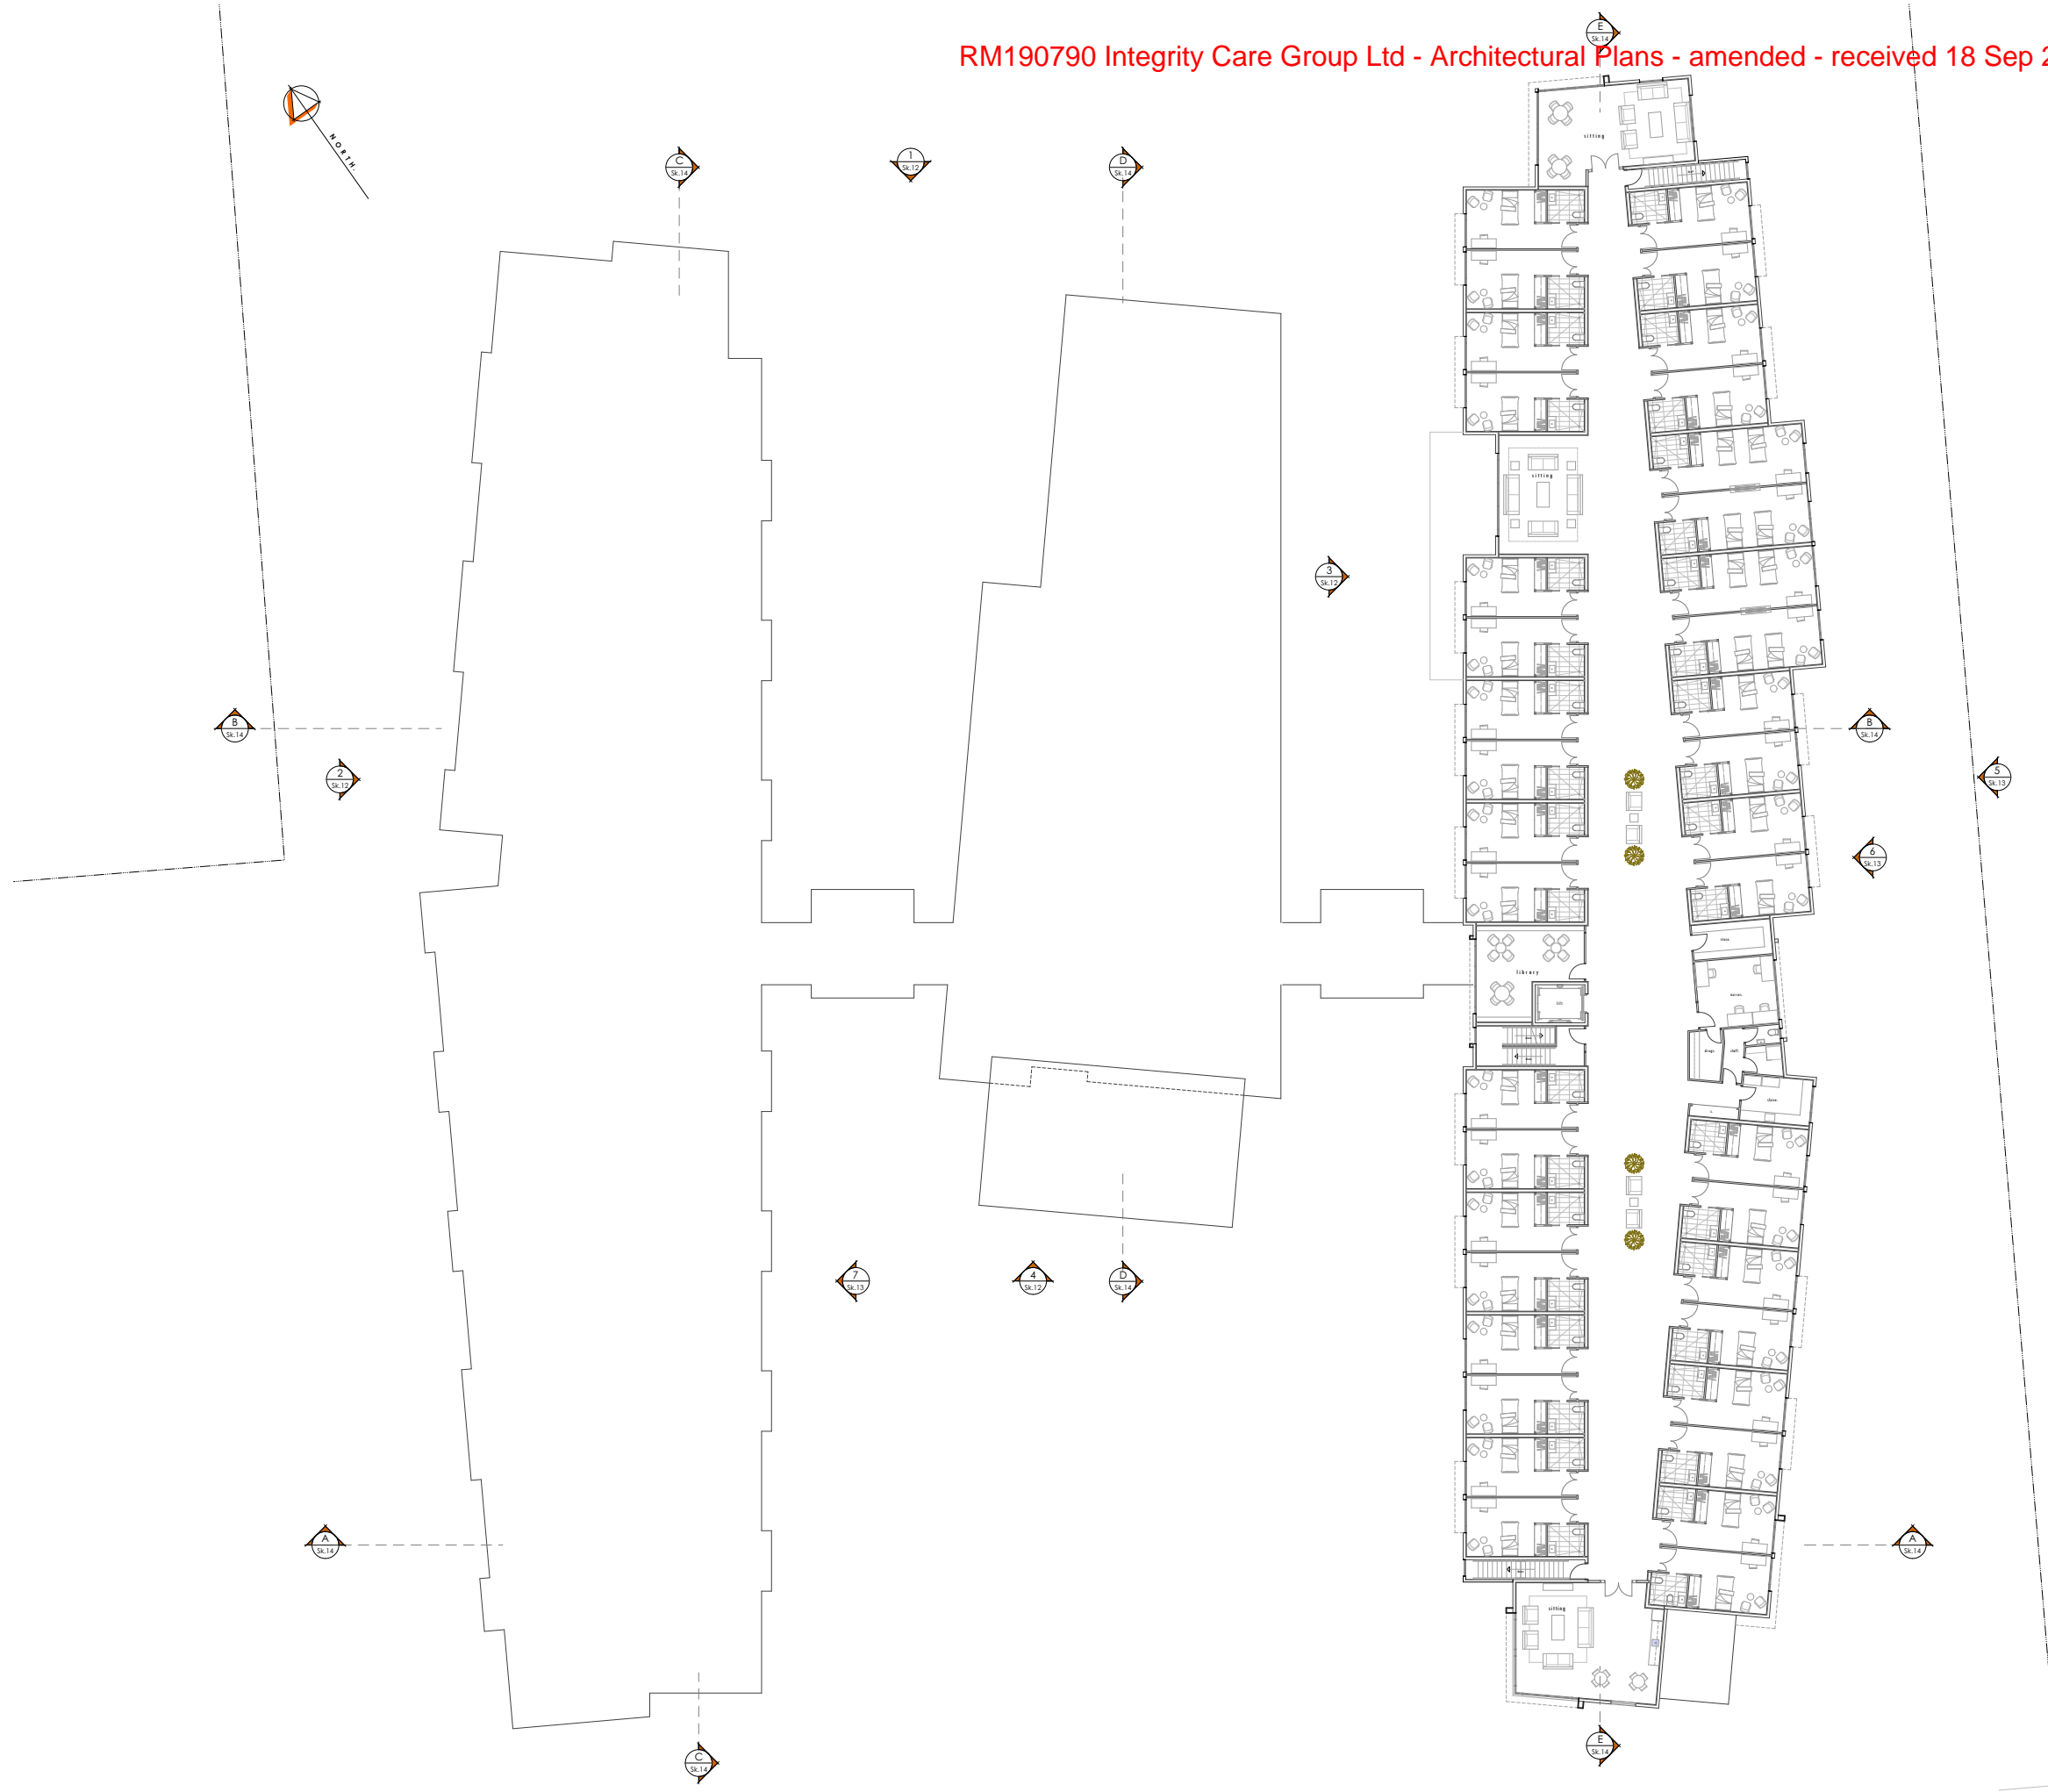 RM190790 Integrity Care Group Ltd - Architectural Plans - amended - received 18 Sep 2
E
Sk.14
NORTH.
C
Sk.14
1
Sk.12
D
Sk.14
sitting
sitting
3
Sk.12
B
Sk.14
B
Sk.14
2
Sk.12
5
Sk.13
6
Sk.13
library
drugs
7
Sk.13
4
Sk.12
D
Sk.14
A
Sk.14
A
Sk.14
sitting
C
Sk.14
E
Sk.14